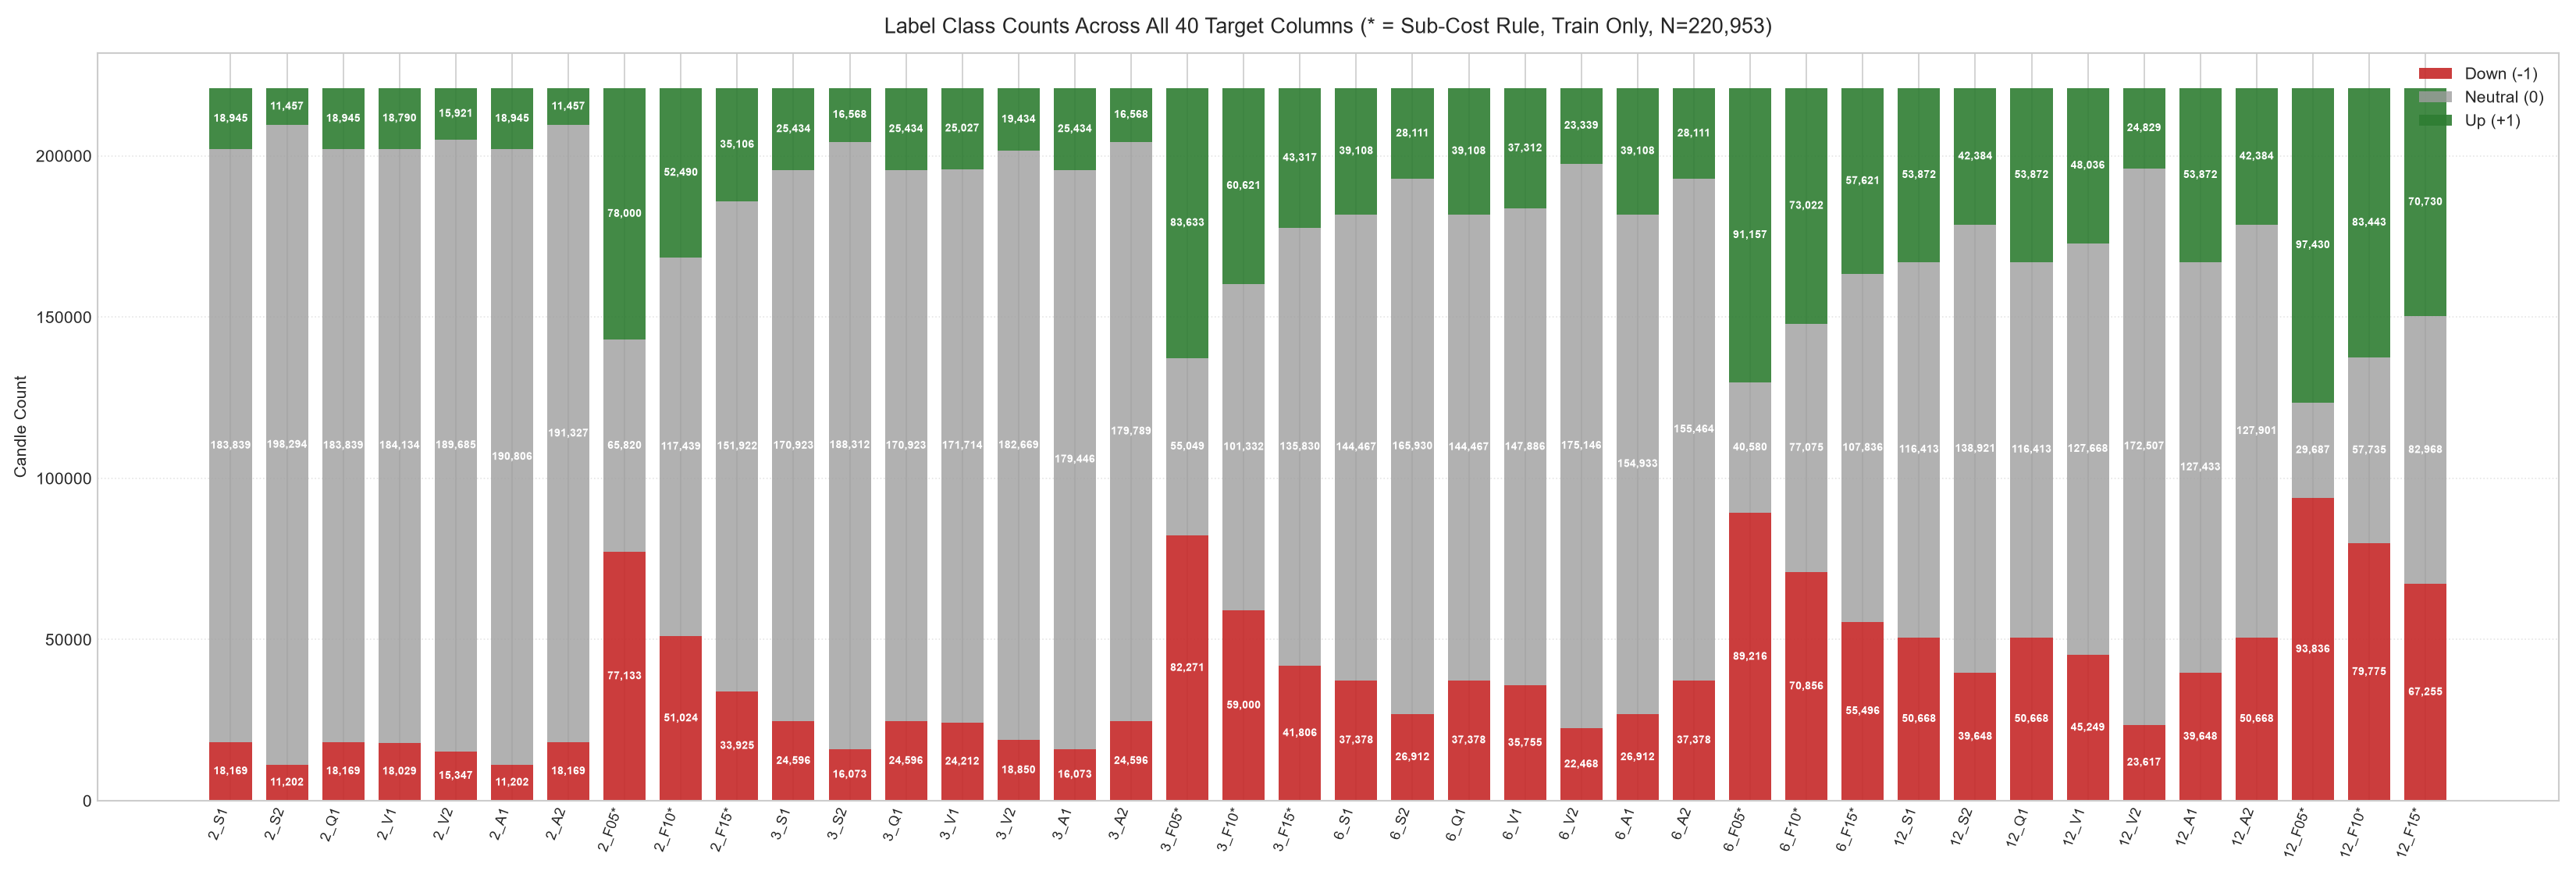 Label Class Counts Across All 40 Target Columns (* = Sub-Cost Rule, Train Only, N=220,953)
Down (-1)
Neutral (0)
Up (+1)
Candle Count
200000
150000
100000
50000
0
18,945 11,457 18,945 18,790 15,921 18,945 11,457 78,000 52,490 35,106 25,434 16,568 25,434 25,027 19,434 25,434 16,568 83,633 60,621 43,317 39,108 28,111 39,108 37,312 23,339 39,108 28,111 91,157 73,022 57,621 53,872 42,384 53,872 48,036 24,829 53,872 42,384 97,430 83,443 70,730
183,839 198,294 183,839 184,134 189,685 190,806 191,327 65,820 117,439 151,922 170,923 188,312 170,923 171,714 182,669 179,446 179,789 55,049 101,332 135,830 144,467 165,930 144,467 147,886 175,146 154,933 155,464 40,580 77,075 107,836 116,413 138,921 116,413 127,668 172,507 127,433 127,901 29,687 57,735 82,968
18,169 11,202 18,169 18,029 15,347 11,202 18,169 77,133 51,024 33,925 24,596 16,073 24,596 24,212 18,850 16,073 24,596 82,271 59,000 41,806 37,378 26,912 37,378 35,755 22,468 26,912 37,378 89,216 70,856 55,496 50,668 39,648 50,668 45,249 23,617 39,648 50,668 93,836 79,775 67,255
2_S1 2_S2 2_Q1 2_V1 2_V2 2_A1 2_A2 2_F05* 2_F10* 2_F15* 3_S1 3_S2 3_Q1 3_V1 3_V2 3_A1 3_A2 3_F05* 3_F10* 3_F15* 6_S1 6_S2 6_Q1 6_V1 6_V2 6_A1 6_A2 6_F05* 6_F10* 6_F15* 12_S1 12_S2 12_Q1 12_V1 12_V2 12_A1 12_A2 12_F05* 12_F10* 12_F15*